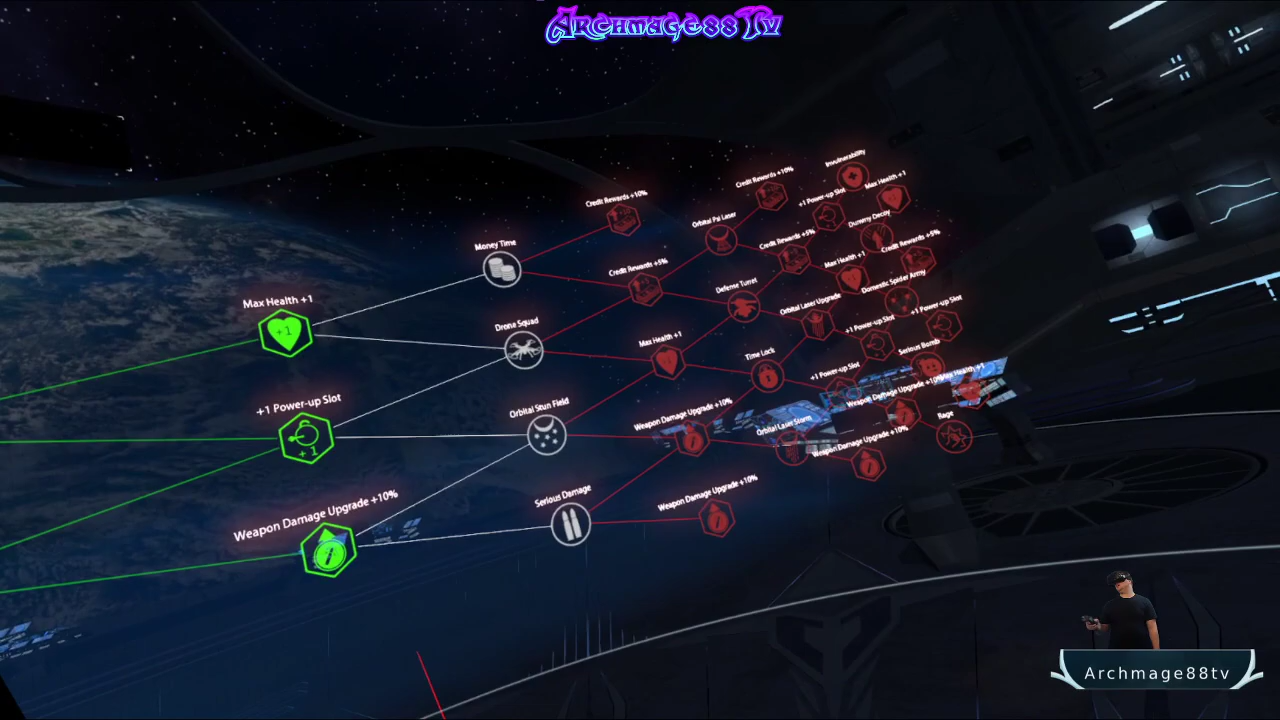 Archmage88Tv
Invulnerability
Credit Rewards +10%
Max Health +1
Credit Rewards +10%
+1 Power-up Slot
Orbital Psi Laser
Dummy Decoy
Money Time
Credit Rewards +5%
Credit Rewards +5%
Credit Rewards +5%
Max Health +1
Domestic Spider Army
Max Health +1
Defense Turret
Orbital Laser Upgrade
+1 Power-up Slot
Drone Squad
+1 Power-up Slot
Max Health +1
Serious Bomb
Time Lock
+1 Power-up Slot
Max Health +1
+1
+1 Power-up Slot
Orbital Stun Field
Weapon Damage Upgrade +10%
Weapon Damage Upgrade +10%
Rage
Orbital Laser Storm
Weapon Damage Upgrade +10%
+1
Weapon Damage Upgrade +10%
Serious Damage
Weapon Damage Upgrade +10%
Archmage88tv